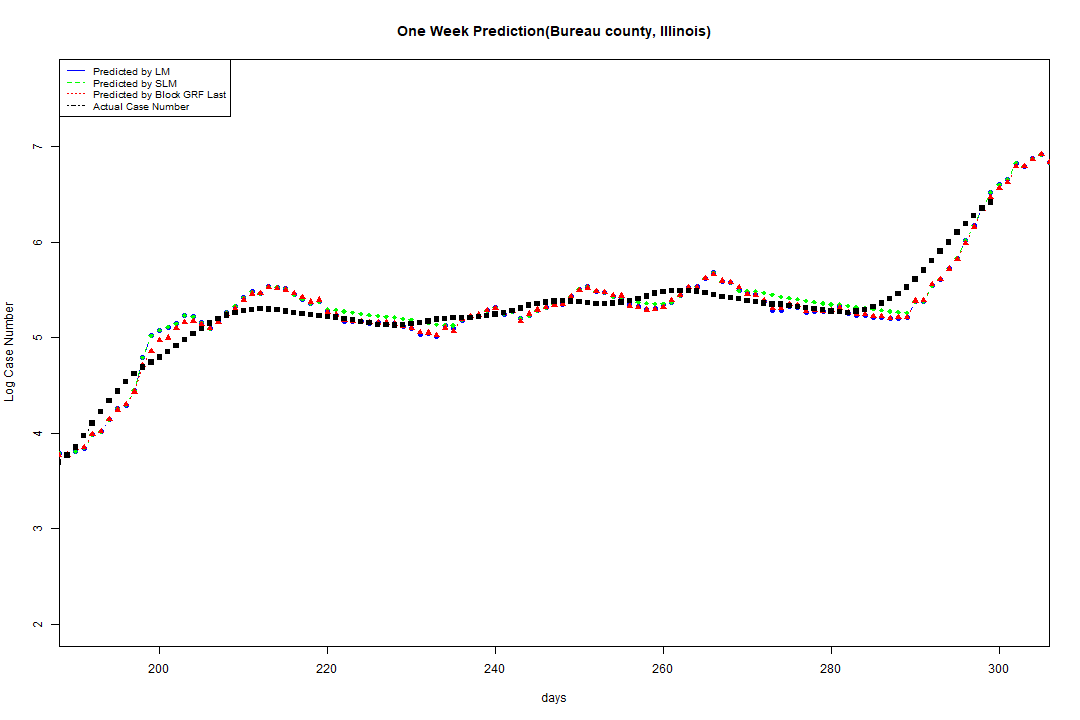 One Week Prediction(Bureau county, Illinois)
Predicted by LM
Predicted by SLM
Predicted by Block GRF Last
Actual Case Number
Log Case Number
7
6
5
4
3
2
200 220 240 260 280 300
days